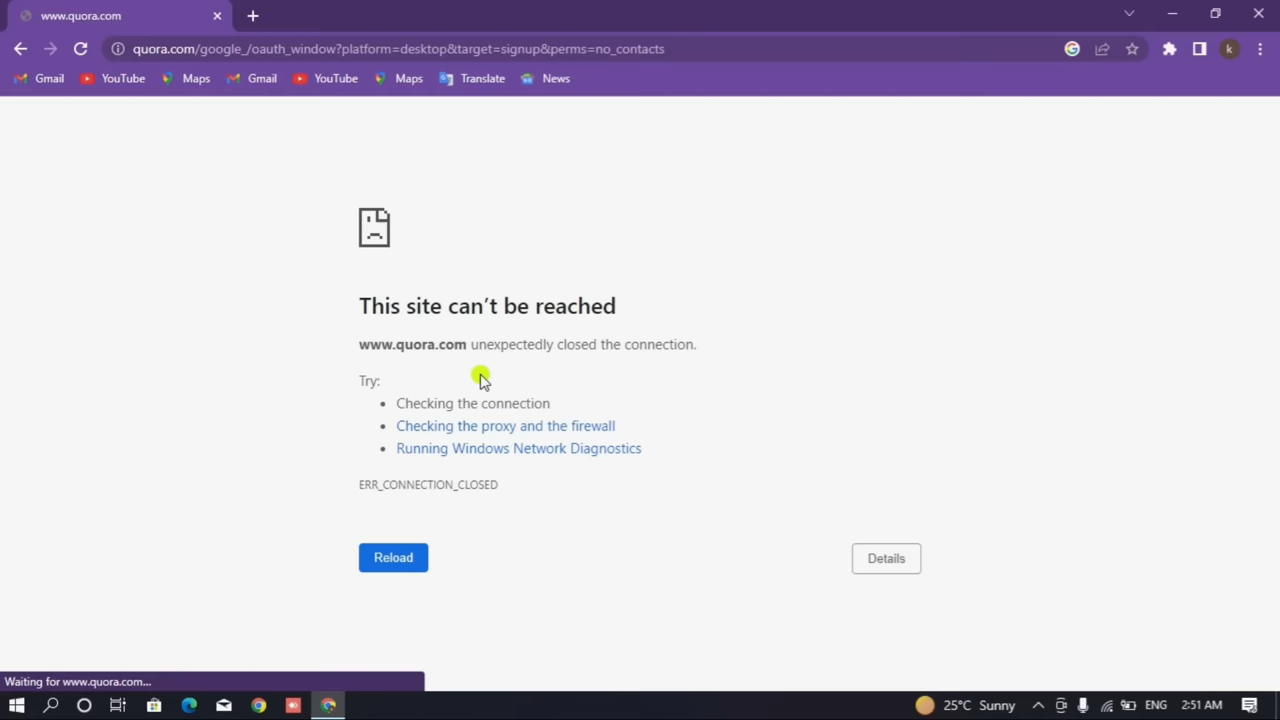 www.quora.com
quora.com/google_/oauth_window?platform=desktop&target=signup&perms=no_contacts
k
Gmail YouTube Maps Gmail YouTube Maps Translate News
This site can't be reached
www.quora.com unexpectedly closed the connection.
Try:
Checking the connection
Checking the proxy and the firewall
Running Windows Network Diagnostics
ERR_CONNECTION_CLOSED
Reload Details
Waiting for www.quora.com...
25°C Sunny ENG 2:51 AM